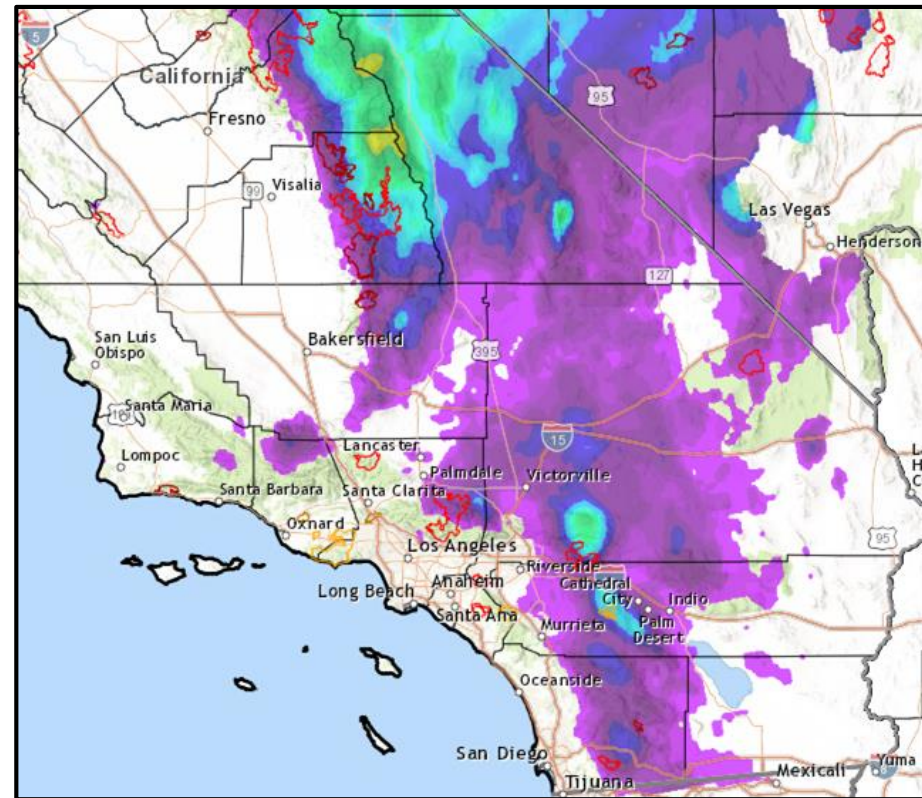 5
California
95
Fresno
Visalia
99
Las Vegas
Henderson
127
San Luis
Obispo
Bakersfield
395
101
Santa Maria
15
Lancaster
Lompoc
Palmdale
Victorville
Santa Barbara
Santa Clarita
Oxnard
95
Los Angeles
Riverside
Cathedral
City
Indio
Long Beach
Anaheim
Santa Ana
Palm
Desert
Murrieta
Oceanside
San Diego
Tijuana
Mexicali
Yuma
8